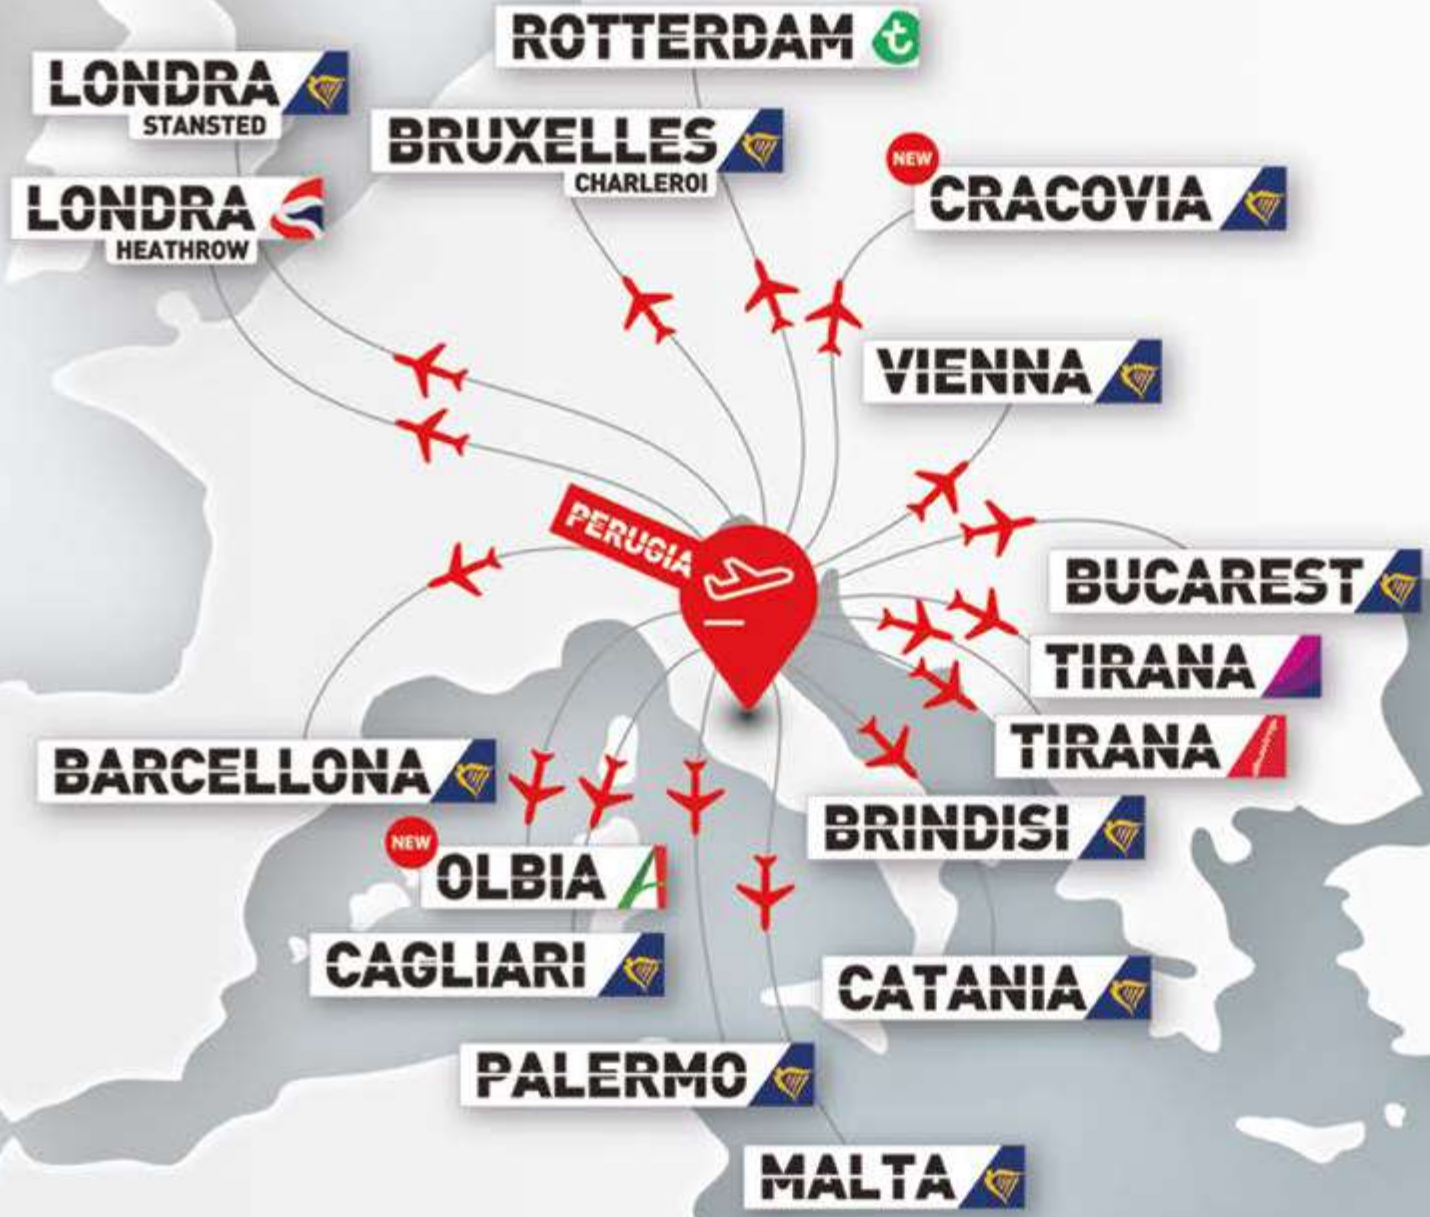 ROTTERDAM
LONDRA
STANSTED
BRUXELLES
CHARLEROI
NEW
CRACOVIA
LONDRA
HEATHROW
VIENNA
PERUGIA
BUCAREST
TIRANA
TIRANA
BARCELLONA
BRINDISI
NEW
OLBIA
CAGLIARI
CATANIA
PALERMO
MALTA